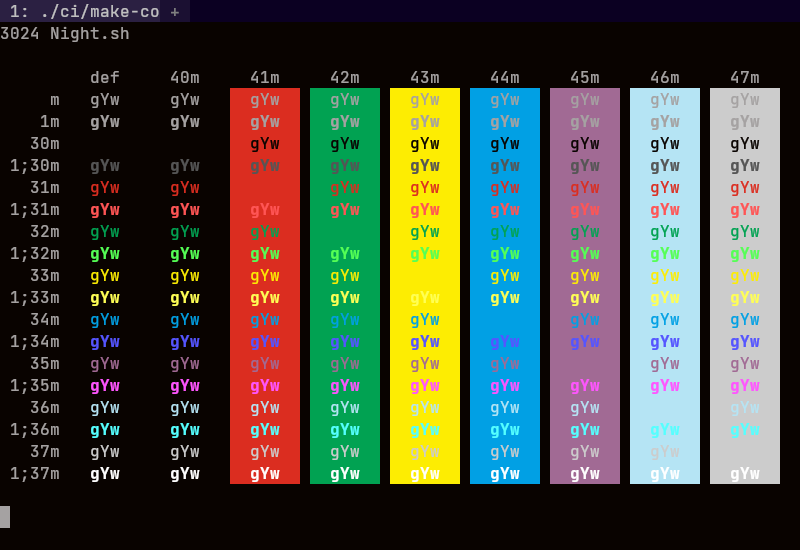 1: ./ci/make-co +
3024 Night.sh
def 40m 41m 42m 43m 44m 45m 46m 47m
m gYw gYw gYw gYw gYw gYw gYw gYw gYw
1m gYw gYw gYw gYw gYw gYw gYw gYw gYw
30m gYw gYw gYw gYw gYw gYw gYw
1;30m gYw gYw gYw gYw gYw gYw gYw gYw gYw
31m gYw gYw gYw gYw gYw gYw gYw gYw
1;31m gYw gYw gYw gYw gYw gYw gYw gYw gYw
32m gYw gYw gYw gYw gYw gYw gYw gYw
1;32m gYw gYw gYw gYw gYw gYw gYw gYw gYw
33m gYw gYw gYw gYw gYw gYw gYw gYw
1;33m gYw gYw gYw gYw gYw gYw gYw gYw gYw
34m gYw gYw gYw gYw gYw gYw gYw gYw
1;34m gYw gYw gYw gYw gYw gYw gYw gYw gYw
35m gYw gYw gYw gYw gYw gYw gYw gYw
1;35m gYw gYw gYw gYw gYw gYw gYw gYw gYw
36m gYw gYw gYw gYw gYw gYw gYw gYw
1;36m gYw gYw gYw gYw gYw gYw gYw gYw gYw
37m gYw gYw gYw gYw gYw gYw gYw gYw
1;37m gYw gYw gYw gYw gYw gYw gYw gYw gYw